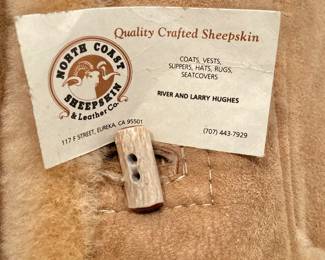 Quality Crafted Sheepskin
NORTH COAST
SHEEPSKIN
& Leather Co.
COATS, VESTS,
SLIPPERS, HATS, RUGS,
SEATCOVERS
RIVER AND LARRY HUGHES
117 F STREET, EUREKA, CA 95501
(707) 443-7929